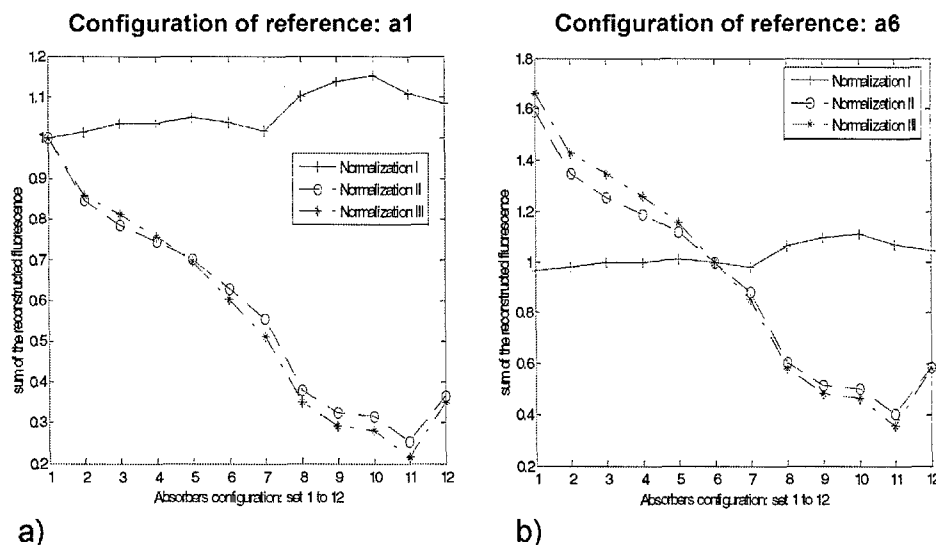 Configuration of reference: a1
1.2
1.1
1
0.9
0.8
0.7
0.6
0.5
0.4
0.3
0.2
sum of the reconstructed fluorescence
Normalization I
Normalization II
Normalization III
1 2 3 4 5 6 7 8 9 10 11 12
Absorbers configuration: set 1 to 12
a)
Configuration of reference: a6
1.8
1.6
1.4
1.2
1
0.8
0.6
0.4
0.2
sum of the reconstructed fluorescence
Normalization I
Normalization II
Normalization III
1 2 3 4 5 6 7 8 9 10 11 12
Absorbers configuration: set 1 to 12
b)